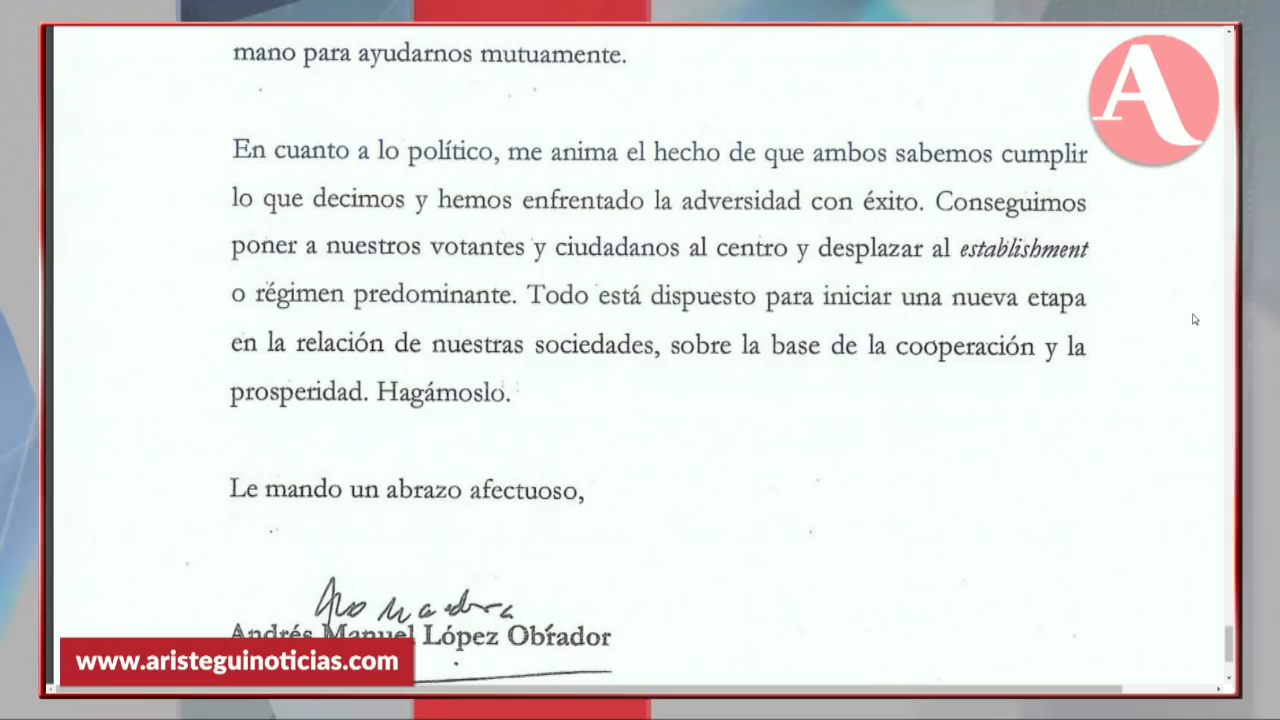 mano para ayudarnos mutuamente.
A
En cuanto a lo político, me anima el hecho de que ambos sabemos cumplir
lo que decimos y hemos enfrentado la adversidad con éxito. Conseguimos
poner a nuestros votantes y ciudadanos al centro y desplazar al establishment
o régimen predominante. Todo está dispuesto para iniciar una nueva etapa
en la relación de nuestras sociedades, sobre la base de la cooperación y la
prosperidad. Hagámoslo.
Le mando un abrazo afectuoso,
Andrés Manuel López Obrador
www.aristeguinoticias.com